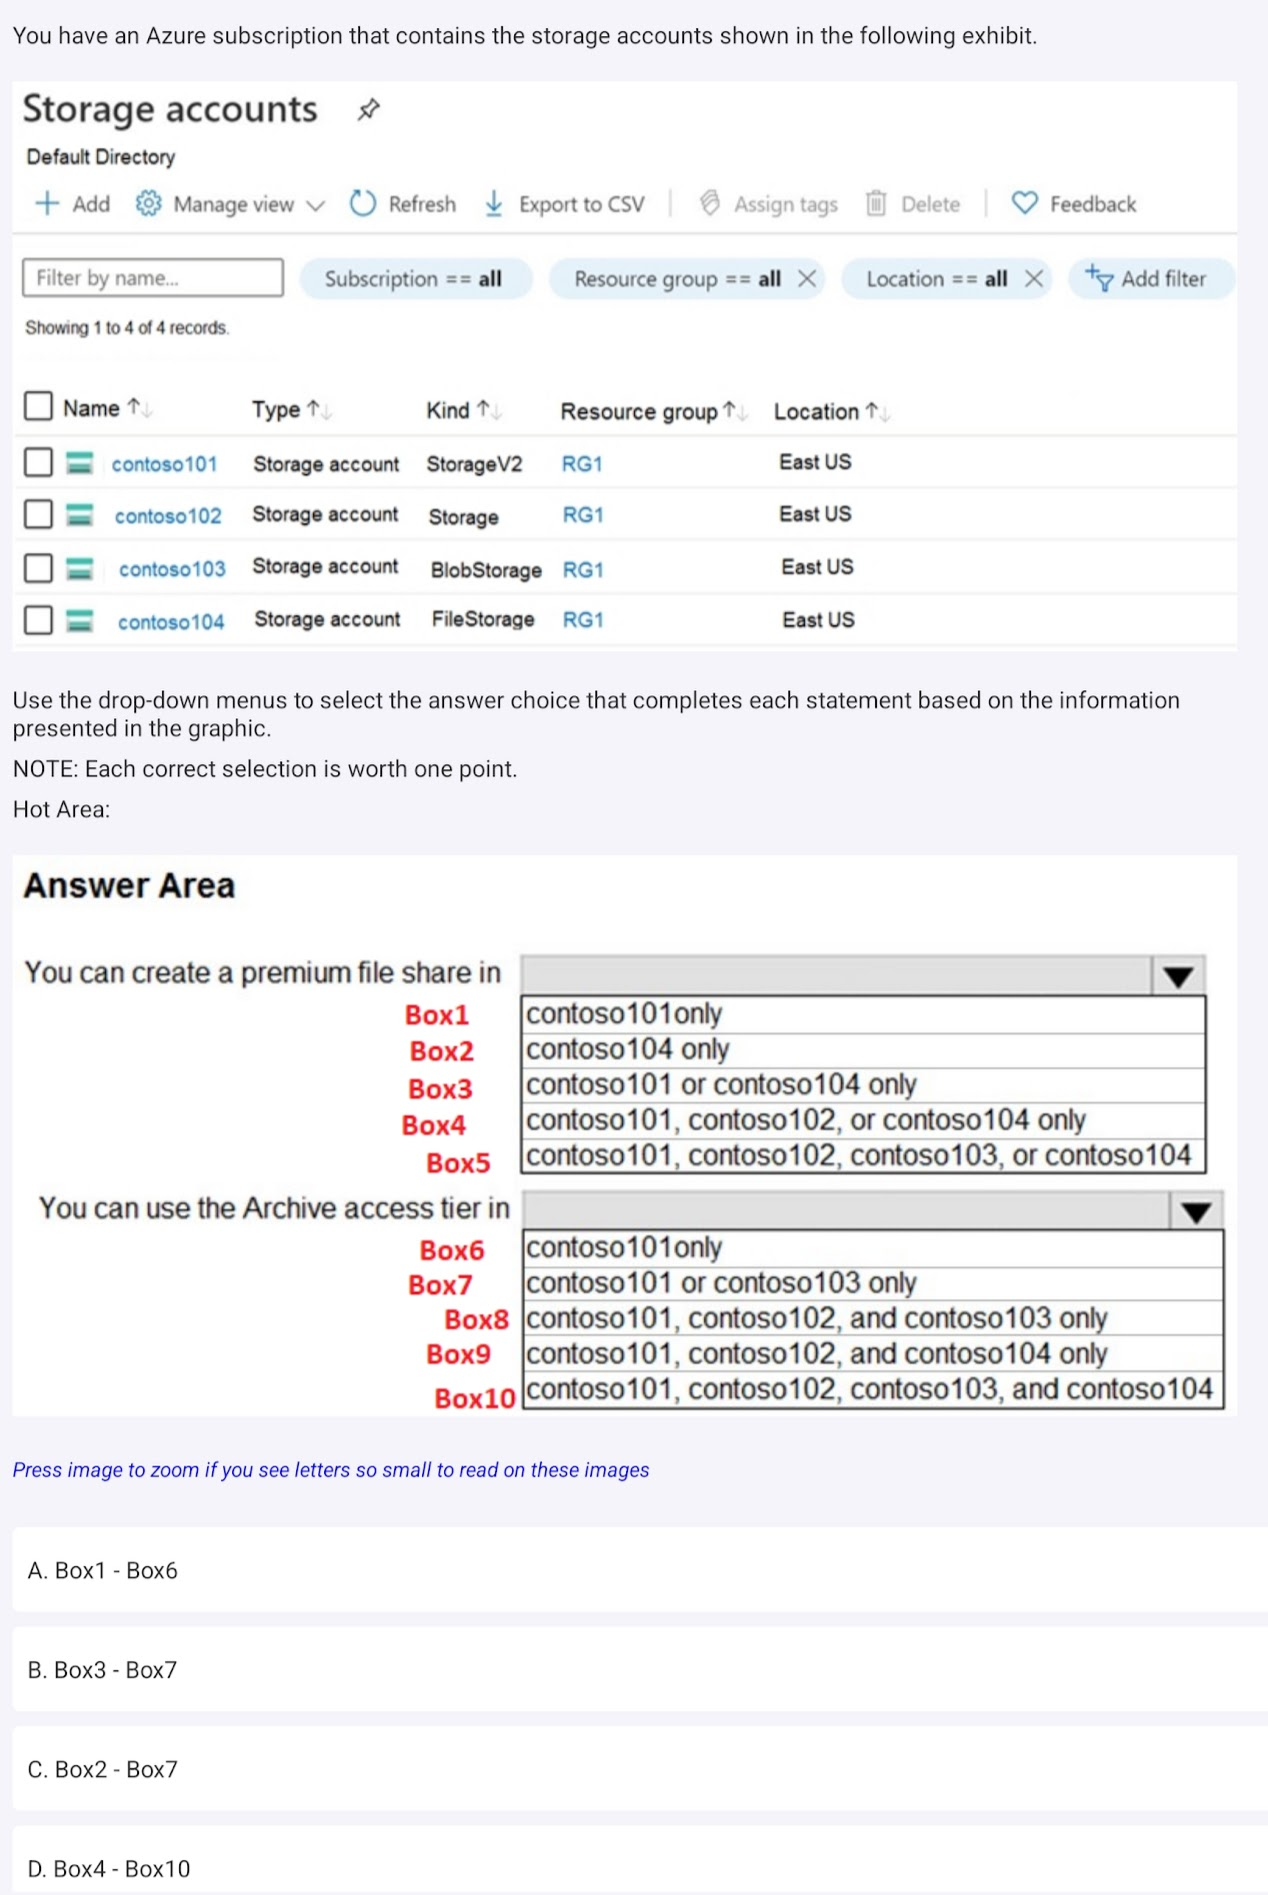 You have an Azure subscription that contains the storage accounts shown in the following exhibit.
Storage accounts
Default Directory
Add Manage view Refresh Export to CSV Assign tags Delete Feedback
Filter by name... Subscription == all Resource group == all Location == all Add filter
Showing 1 to 4 of 4 records.
Name Type Kind Resource group Location
contoso101 Storage account StorageV2 RG1 East US
contoso102 Storage account Storage RG1 East US
contoso103 Storage account BlobStorage RG1 East US
contoso104 Storage account FileStorage RG1 East US
Use the drop-down menus to select the answer choice that completes each statement based on the information
presented in the graphic.
NOTE: Each correct selection is worth one point.
Hot Area:
Answer Area
You can create a premium file share in
Box1 contoso101only
Box2 contoso104 only
Box3 contoso101 or contoso104 only
Box4 contoso101, contoso102, or contoso104 only
Box5 contoso101, contoso102, contoso103, or contoso104
You can use the Archive access tier in
Box6 contoso101only
Box7 contoso101 or contoso103 only
Box8 contoso101, contoso102, and contoso103 only
Box9 contoso101, contoso102, and contoso104 only
Box10 contoso101, contoso102, contoso103, and contoso104
Press image to zoom if you see letters so small to read on these images
A. Box1 - Box6
B. Box3 - Box7
C. Box2 - Box7
D. Box4 - Box10